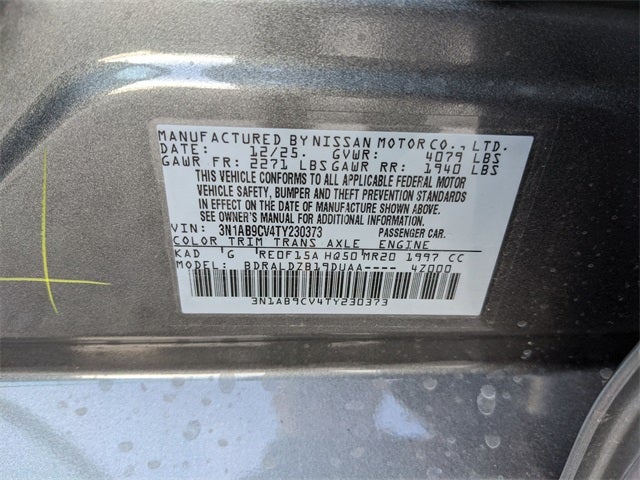 MANUFACTURED BY NISSAN MOTOR CO., LTD.
DATE: 12/25. GVWR: 4079 LBS
GAWR FR: 2271 LBS GAWR RR: 1940 LBS
THIS VEHICLE CONFORMS TO ALL APPLICABLE FEDERAL MOTOR
VEHICLE SAFETY, BUMPER AND THEFT PREVENTION STANDARDS
IN EFFECT ON THE DATE OF MANUFACTURE SHOWN ABOVE.
SEE OWNER'S MANUAL FOR ADDITIONAL INFORMATION.
VIN: 3N1AB9CV4TY230373 PASSENGER CAR.
COLOR TRIM TRANS AXLE ENGINE
KAD G RE0F15A HQ50 MR20 1997 CC
MODEL: BDRALDZB19DUAA---- 4Z000
3N1AB9CV4TY230373